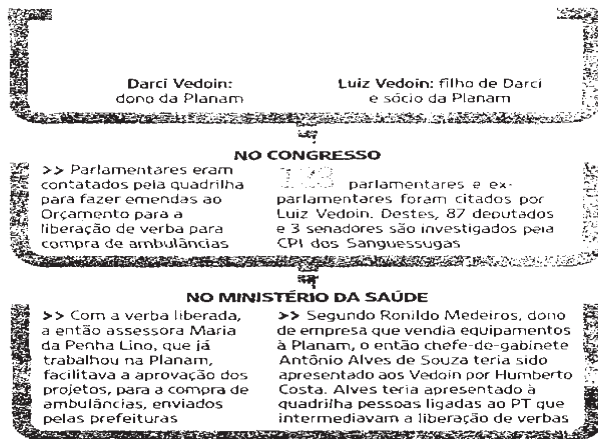 Darci Vedoin:
dono da Planam
Luiz Vedoin: filho de Darci
e sócio da Planam
NO CONGRESSO
>> Parlamentares eram
contatados pela quadrilha
para fazer emendas ao
Orçamento para a
liberação de verba para
compra de ambulâncias
parlamentares e ex-
parlamentares foram citados por
Luiz Vedoin. Destes, 87 deputados
e 3 senadores são investigados pela
CPI dos Sanguessugas
NO MINISTÉRIO DA SAÚDE
>> Com a verba liberada,
a então assessora Maria
da Penha Lino, que já
trabalhou na Planam,
facilitava a aprovação dos
projetos, para a compra de
ambulâncias, enviados
pelas prefeituras
>> Segundo Ronildo Medeiros, dono
de empresa que vendia equipamentos
à Planam, o então chefe-de-gabinete
Antônio Alves de Souza teria sido
apresentado aos Vedoin por Humberto
Costa. Alves teria apresentado à
quadrilha pessoas ligadas ao PT que
intermediavam a liberação de verbas